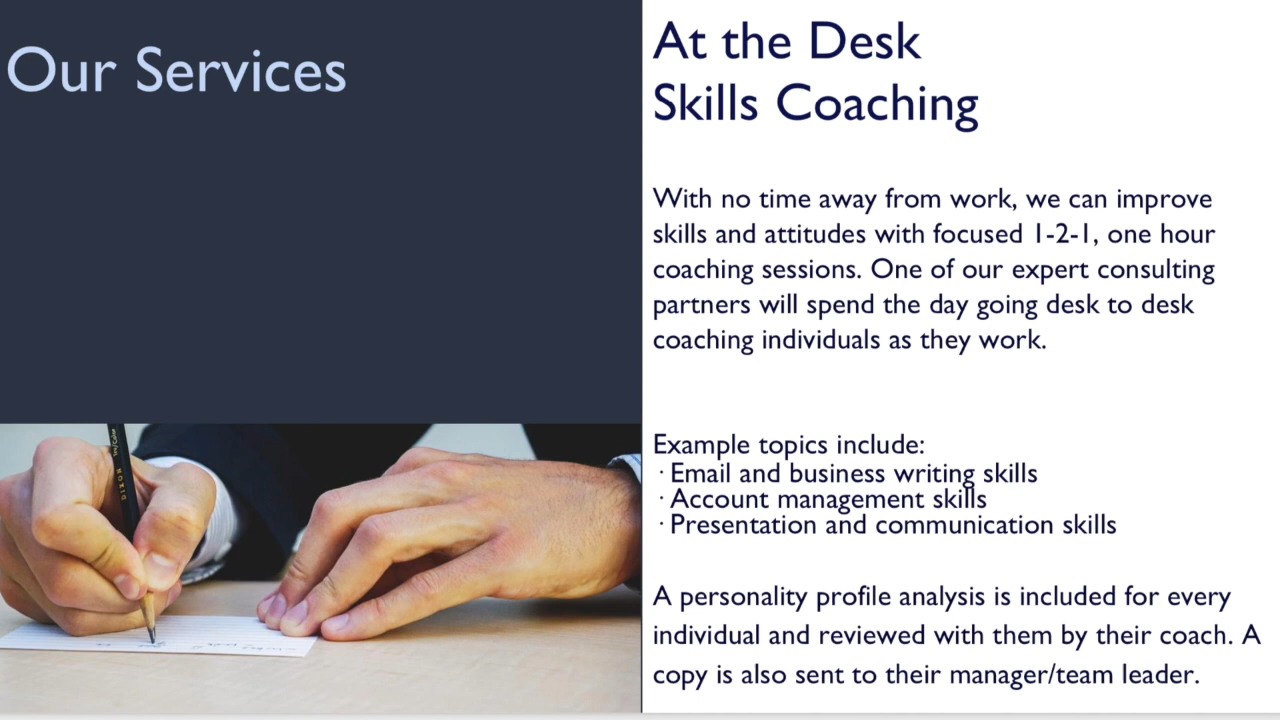 Our Services
At the Desk
Skills Coaching
With no time away from work, we can improve
skills and attitudes with focused 1-2-1, one hour
coaching sessions. One of our expert consulting
partners will spend the day going desk to desk
coaching individuals as they work.
Example topics include:
· Email and business writing skills
· Account management skills
· Presentation and communication skills
A personality profile analysis is included for every
individual and reviewed with them by their coach. A
copy is also sent to their manager/team leader.
DIXON